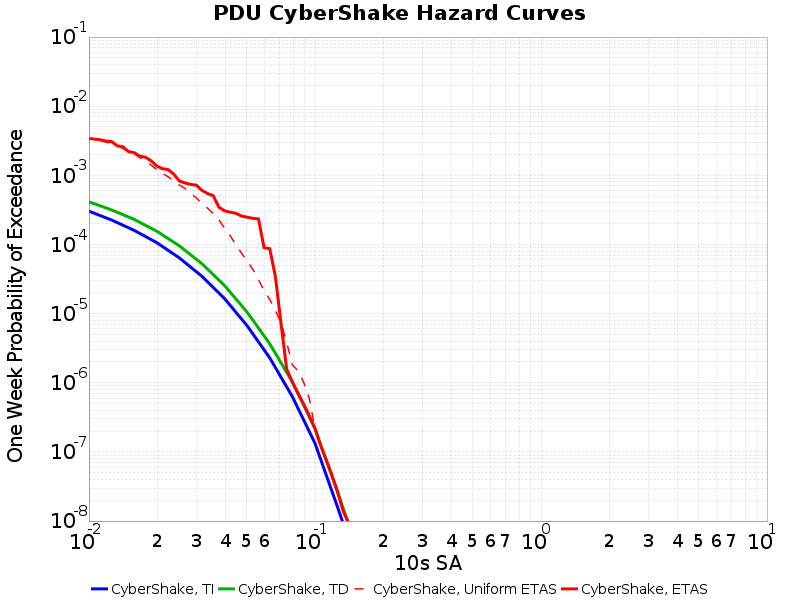 PDU CyberShake Hazard Curves
One Week Probability of Exceedance
10-1
10-2
10-3
10-4
10-5
10-6
10-7
10-8
10-2 2 3 4 5 6 10-1 2 3 4 5 6 7 100 2 3 4 5 6 7 101
10s SA
CyberShake, TI CyberShake, TD CyberShake, Uniform ETAS CyberShake, ETAS